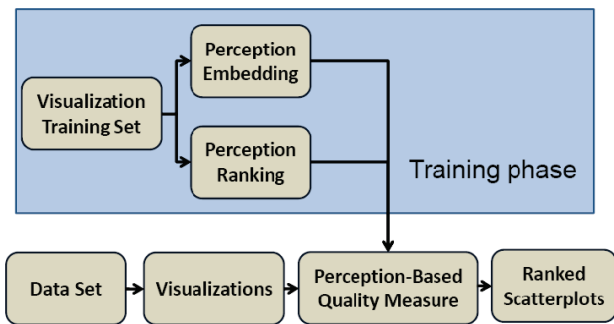 Perception
Embedding
Visualization
Training Set
Perception
Ranking
Training phase
Data Set
Visualizations
Perception-Based
Quality Measure
Ranked
Scatterplots